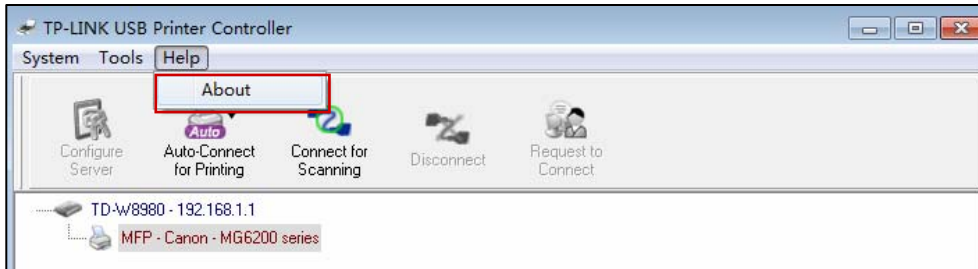 TP-LINK USB Printer Controller
System Tools Help
About
Configure Server
Auto
Auto-Connect for Printing
Connect for Scanning
Disconnect
Request to Connect
TD-W8980 - 192.168.1.1
MFP - Canon - MG6200 series